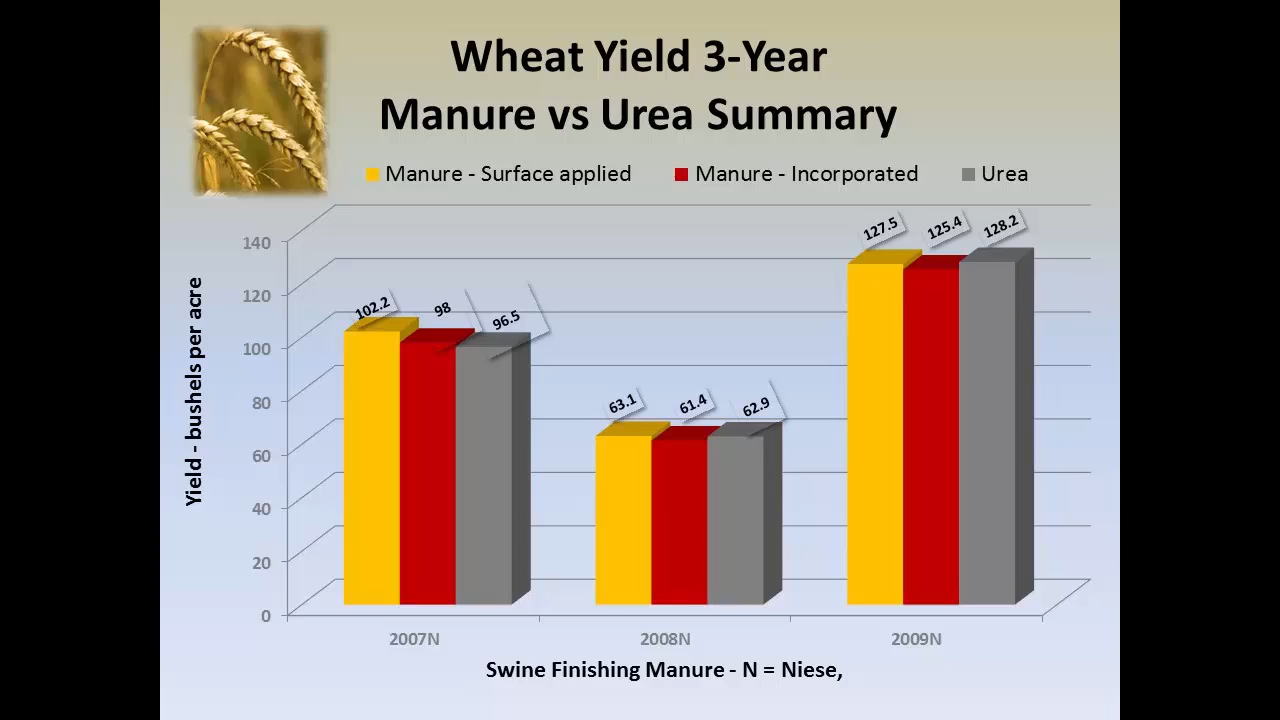 Wheat Yield 3-Year
Manure vs Urea Summary
Manure - Surface applied
Manure - Incorporated
Urea
Yield - bushels per acre
140
120
100
80
60
40
20
0
102.2
98
96.5
63.1
61.4
62.9
127.5
125.4
128.2
2007N
2008N
2009N
Swine Finishing Manure - N = Niese,